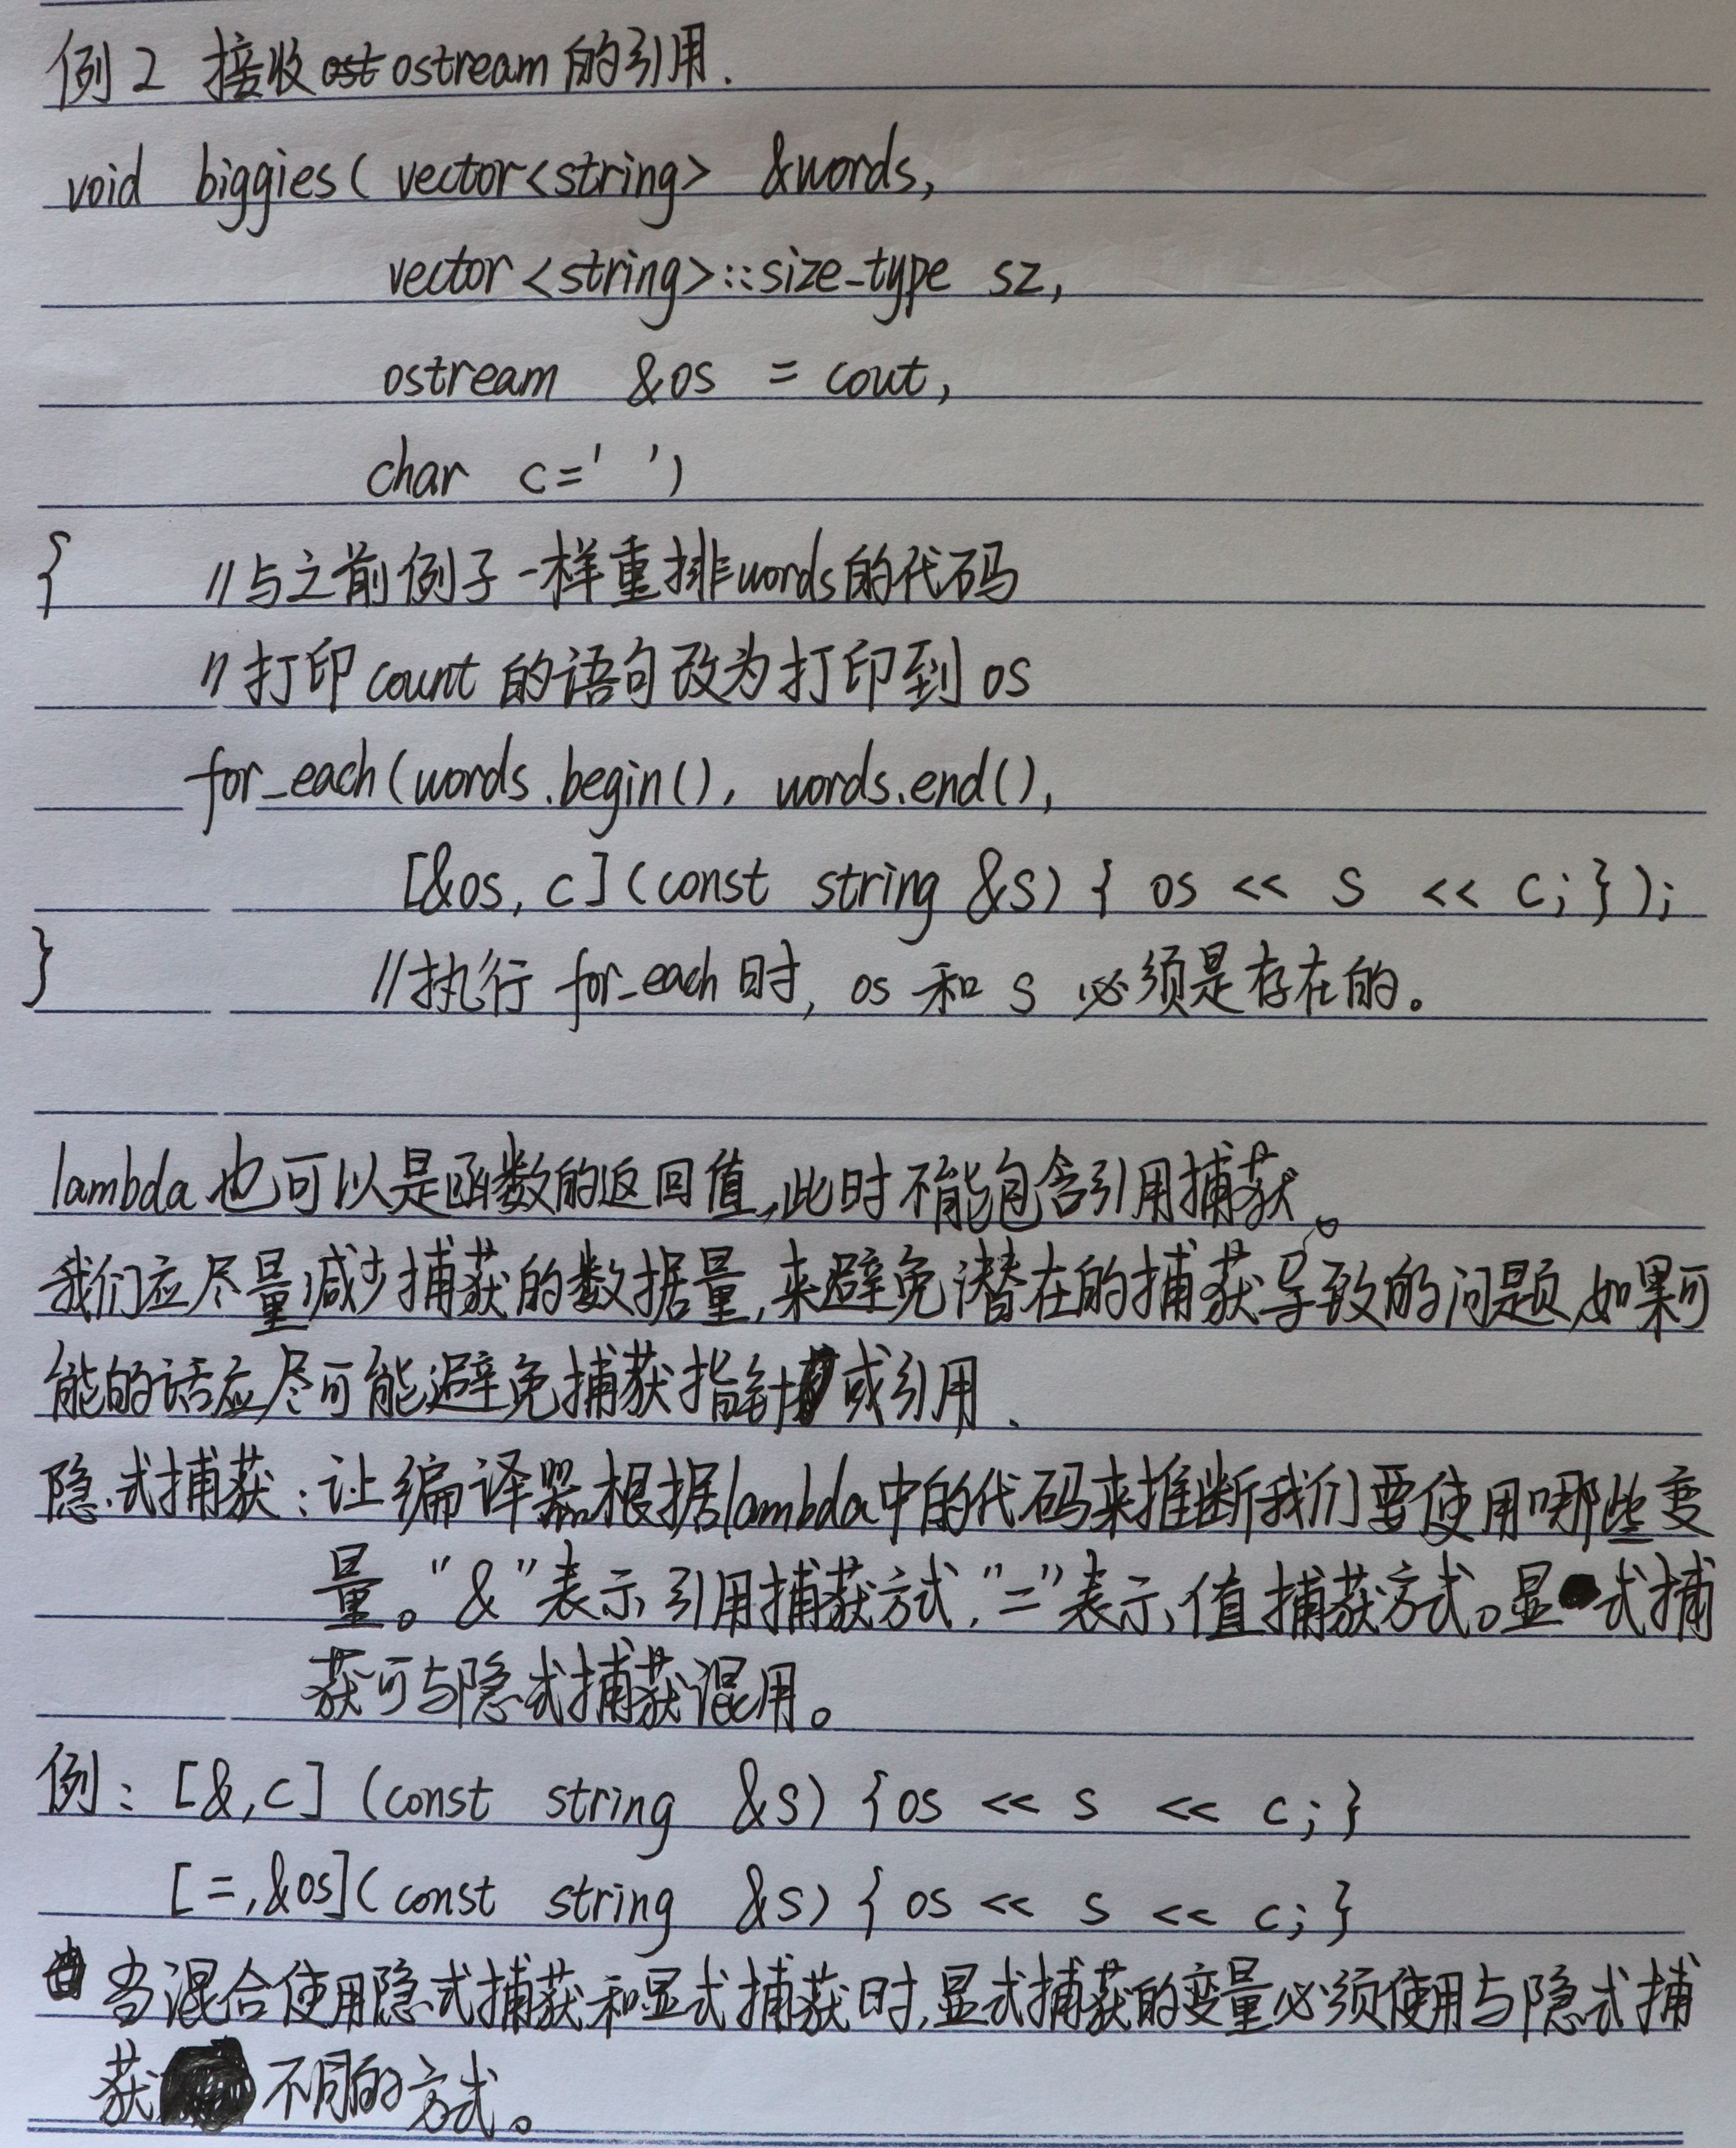 例2 接收ostream的引用.
void biggies( vector<string> &words,
vector<string>::size_type sz,
ostream &os = cout,
char c=' ')
{ //与之前例子一样重排words的代码
//打印count的语句改为打印到os
for_each(words.begin(), words.end(),
[&os, c](const string &s) { os << s << c; });
} //执行for_each时, os和s必须是存在的。
lambda也可以是函数的返回值,此时不能包含引用捕获。
我们应尽量减少捕获的数据量,来避免潜在的捕获导致的问题,如果可
能的话应尽可能避免捕获指针或引用.
隐式捕获:让编译器根据lambda中的代码来推断我们要使用哪些变
量。"&"表示引用捕获方式,"="表示值捕获方式。显式捕
获可与隐式捕获混用。
例: [&,c] (const string &s) {os << s << c; }
[=,&os](const string &s) { os << s << c; }
当混合使用隐式捕获和显式捕获时,显式捕获的变量必须使用与隐式捕
获不同的方式。